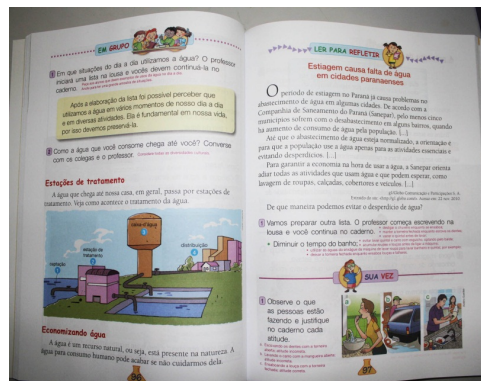 EM GRUPO
1 Em que situações do dia a dia utilizamos a água? O professor
iniciará uma lista na lousa e vocês devem continuá-la no
caderno.
Após a elaboração da lista foi possível perceber que
utilizamos a água em vários momentos de nosso dia a dia
e em diversas atividades. Ela é fundamental em nossa vida,
por isso devemos preservá-la.
2 Como a água que você consome chega até você? Converse
com os colegas e o professor.
Estações de tratamento
A água que chega até nossa casa, em geral, passa por estações de
tratamento. Veja como acontece o tratamento da água.
caixa-d'água
distribuição
estação de
tratamento
captação
Economizando água
A água é um recurso natural, ou seja, está presente na natureza. A
água para consumo humano pode acabar se não cuidarmos dela
96
LER PARA REFLETIR
Estiagem causa falta de água
em cidades paranaenses
O período de estiagem no Paraná já causa problemas no
abastecimento de água em algumas cidades. De acordo com a
Companhia de Saneamento do Paraná (Sanepar), pelo menos cinco
municípios sofrem com o desabastecimento em alguns bairros, quando
há aumento de consumo de água pela população. [...]
Até que o abastecimento de água esteja normalizado, a orientação é
para que a população use a água apenas para as atividades essenciais e
evitando desperdícios. [...]
Para garantir a economia na hora de usar a água, a Sanepar orienta
adiar todas as atividades que usam água e que podem esperar, como
lavagem de roupas, calçadas, cobertores e veículos. [...]
De que maneira podemos evitar o desperdício de água?
1 Vamos preparar outra lista. O professor começa escrevendo na
lousa e você continua no caderno.
• Diminuir o tempo do banho;
SUA VEZ
1 Observe o que
as pessoas estão
fazendo e justifique
no caderno cada
atitude.
a
b
c
97